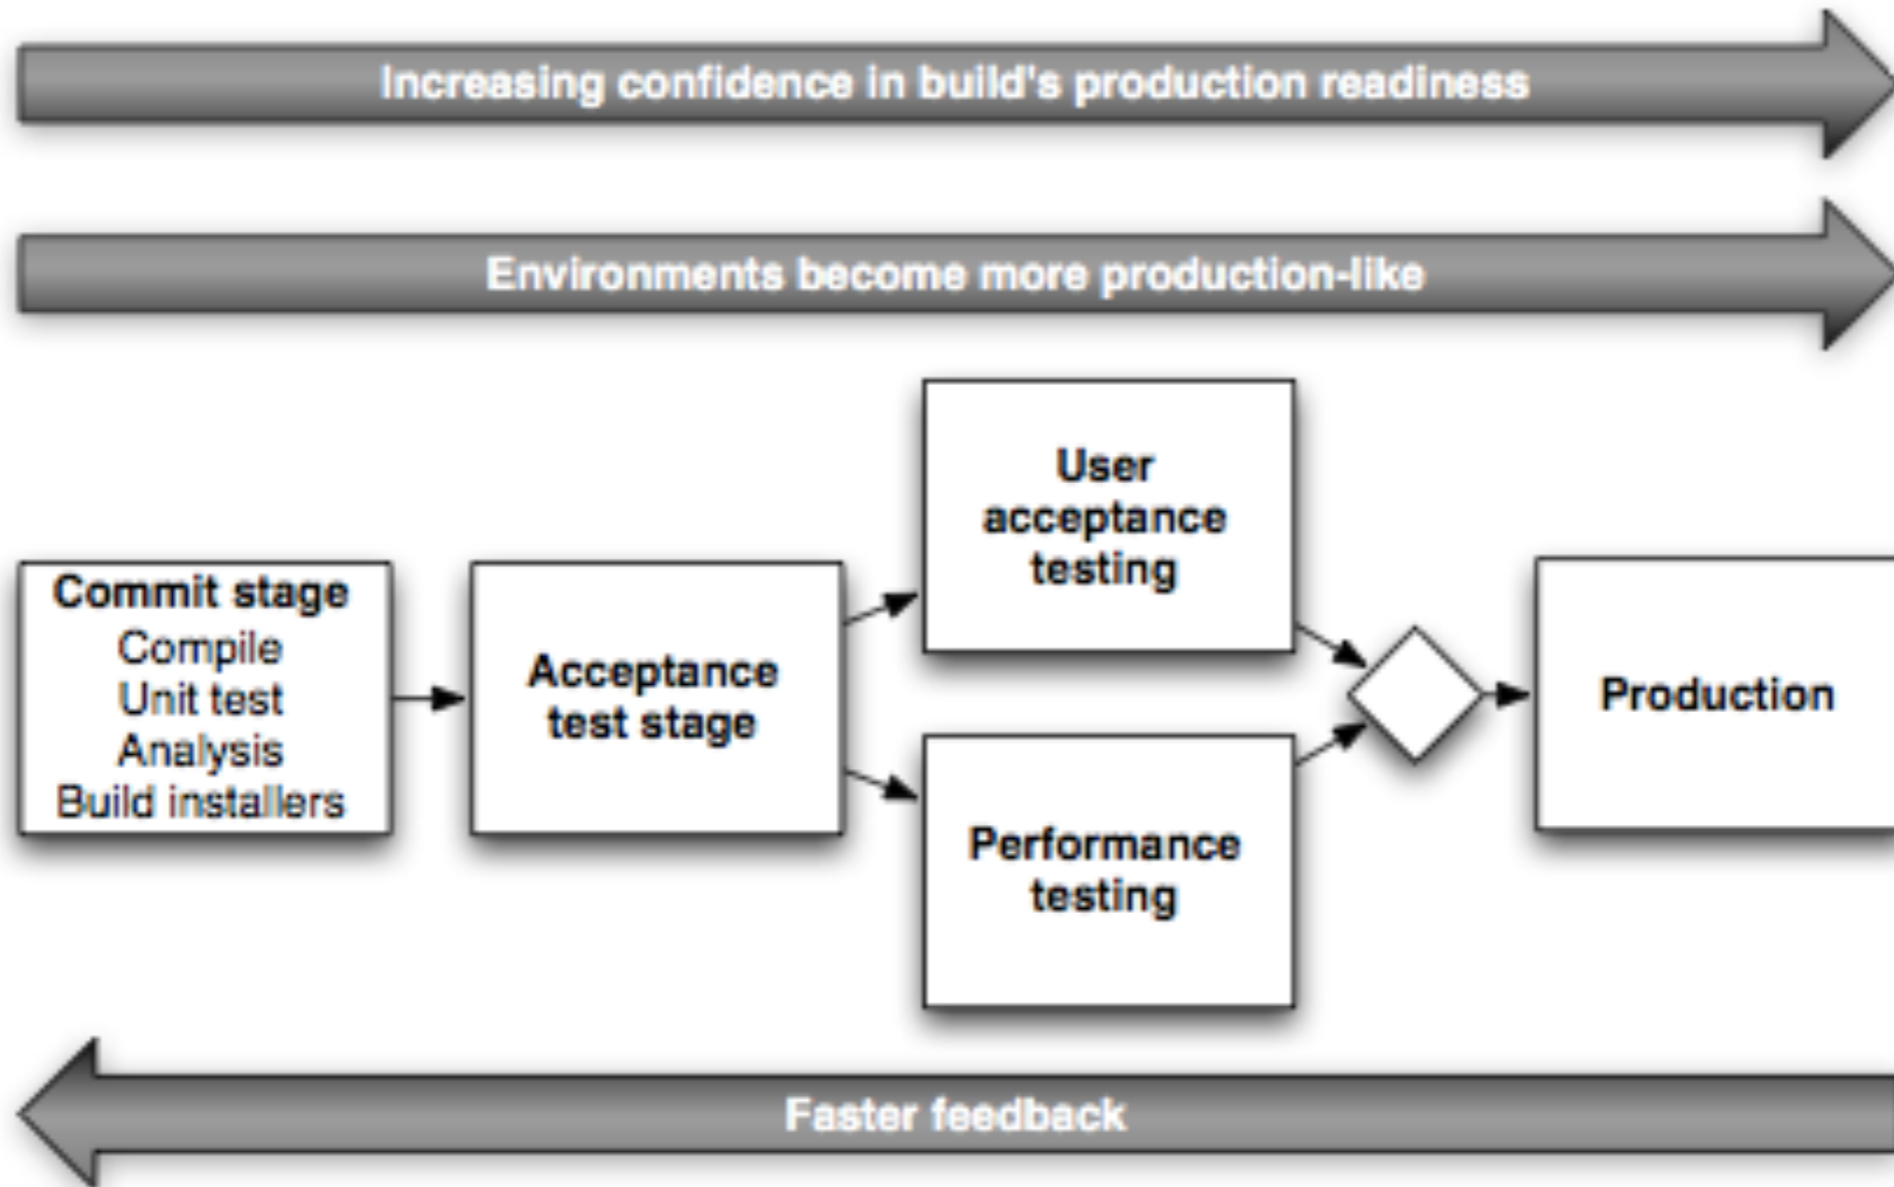 Increasing confidence in build's production readiness
Environments become more production-like
Commit stage
Compile
Unit test
Analysis
Build installers
Acceptance
test stage
User
acceptance
testing
Performance
testing
Production
Faster feedback